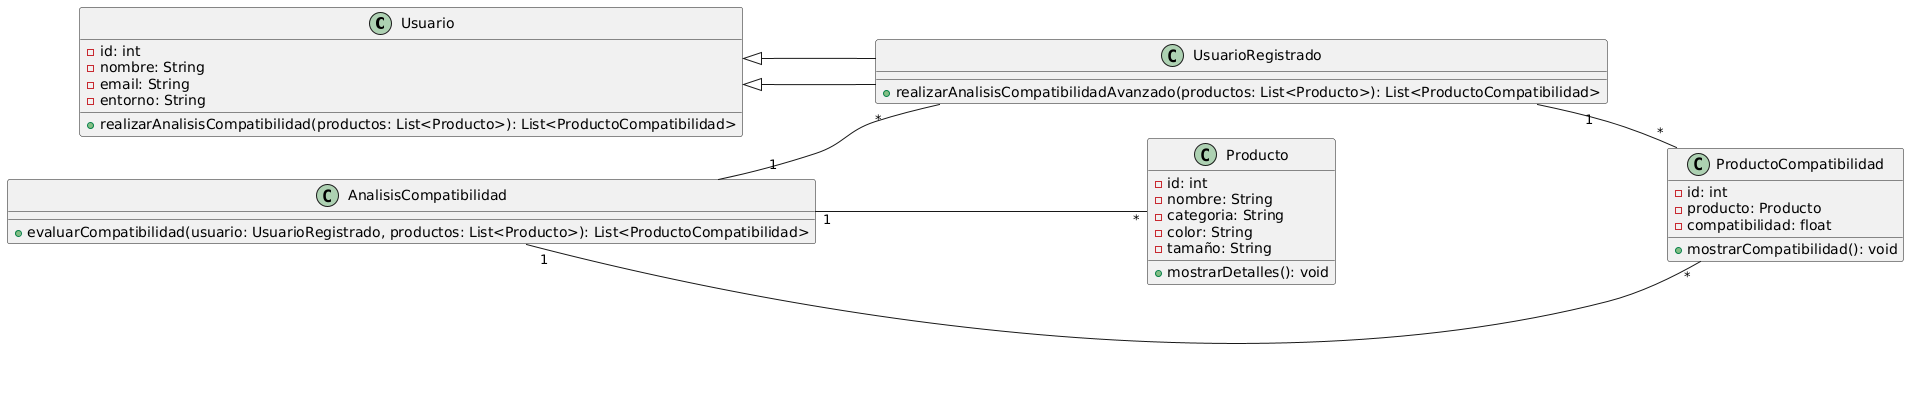 C Usuario
id: int
nombre: String
email: String
entorno: String
realizarAnalisisCompatibilidad(productos: List<Producto>): List<ProductoCompatibilidad>
C UsuarioRegistrado
realizarAnalisisCompatibilidadAvanzado(productos: List<Producto>): List<ProductoCompatibilidad>
*
1
1
*
C Producto
id: int
nombre: String
categoria: String
color: String
tamaño: String
mostrarDetalles(): void
C ProductoCompatibilidad
id: int
producto: Producto
compatibilidad: float
mostrarCompatibilidad(): void
C AnalisisCompatibilidad
evaluarCompatibilidad(usuario: UsuarioRegistrado, productos: List<Producto>): List<ProductoCompatibilidad>
1
*
1
*